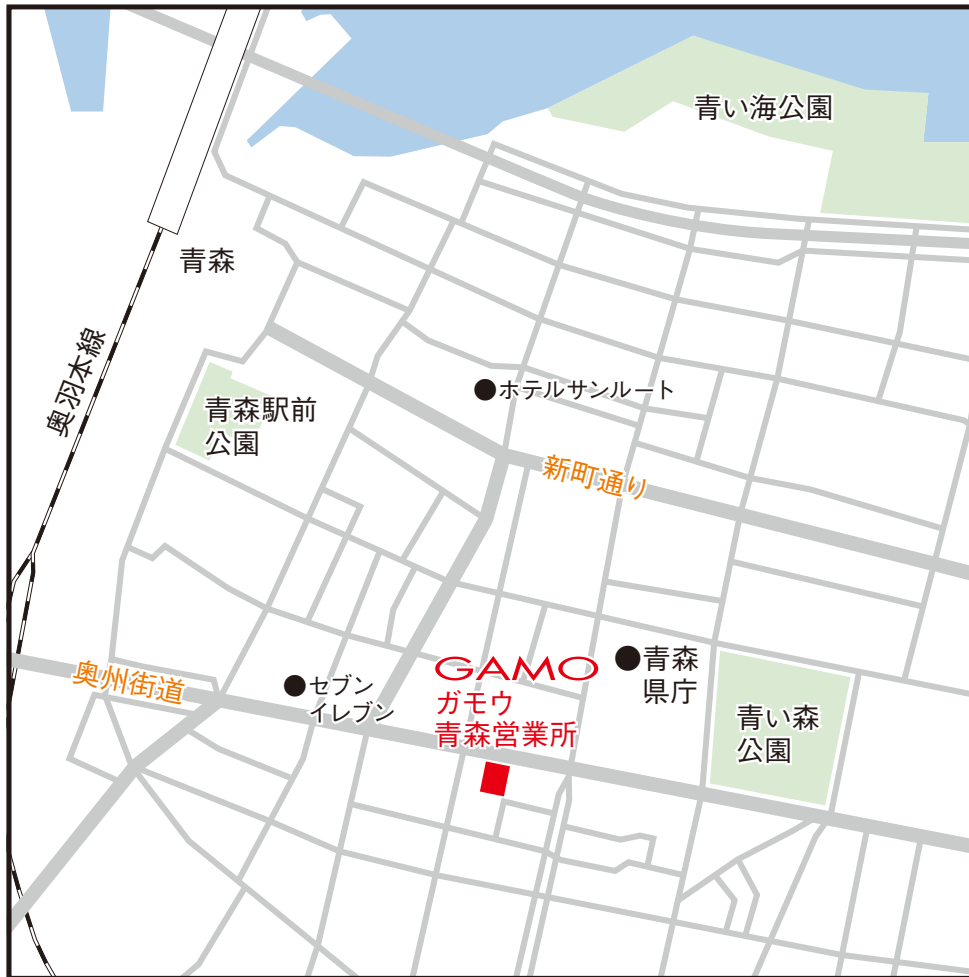 青い海公園
青森
奥羽本線
ホテルサンルート
青森駅前
公園
新町通り
奥州街道
セブン
イレブン
GAMO
ガモウ
青森営業所
青森
県庁
青い森
公園